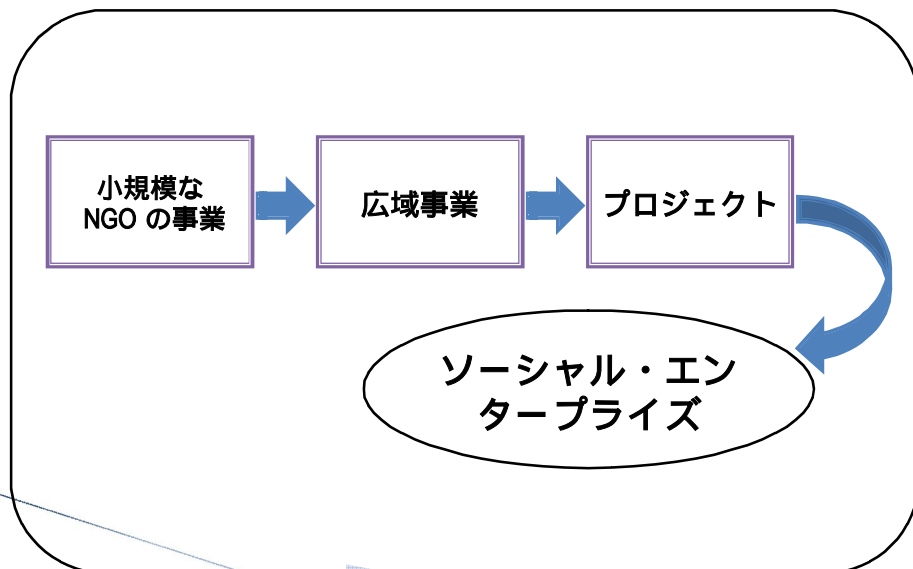 小規模な
NGO の事業
広域事業
プロジェクト
ソーシャル・エン
タープライズ